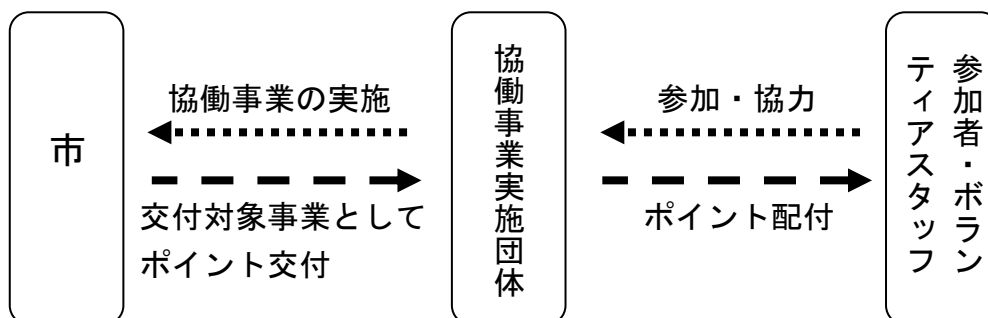 市
協働事業の実施
交付対象事業として
ポイント交付
協働事業実施団体
参加・協力
ポイント配付
参加者・ボラン
ティアスタッフ